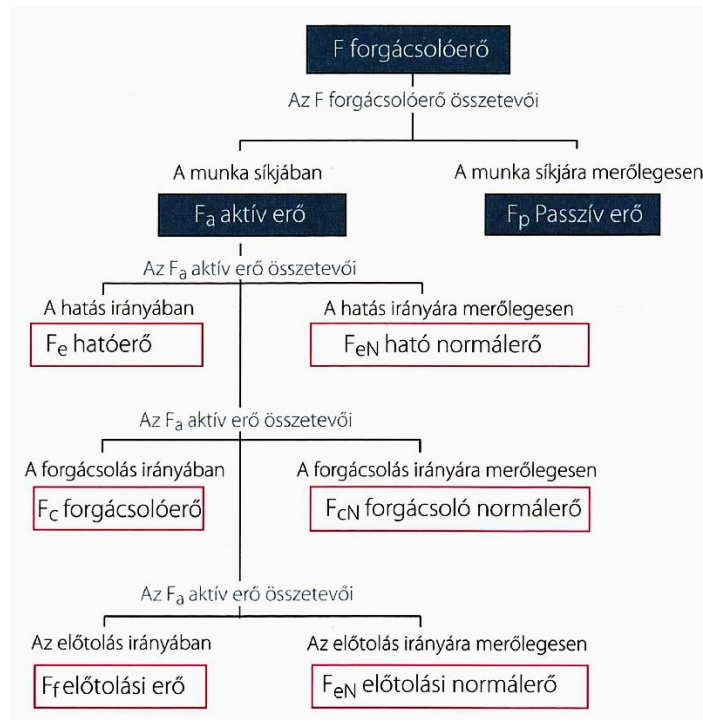 F forgácsolóerő
Az F forgácsolóerő összetevői
A munka síkjában
A munka síkjára merőlegesen
Fa aktív erő
Fp Passzív erő
Az Fa aktív erő összetevői
A hatás irányában
A hatás irányára merőlegesen
Fe hatóerő
FeN ható normálerő
Az Fa aktív erő összetevői
A forgácsolás irányában
A forgácsolás irányára merőlegesen
Fc forgácsolóerő
FcN forgácsoló normálerő
Az Fa aktív erő összetevői
Az előtolás irányában
Az előtolás irányára merőlegesen
Ff előtolási erő
FeN előtolási normálerő